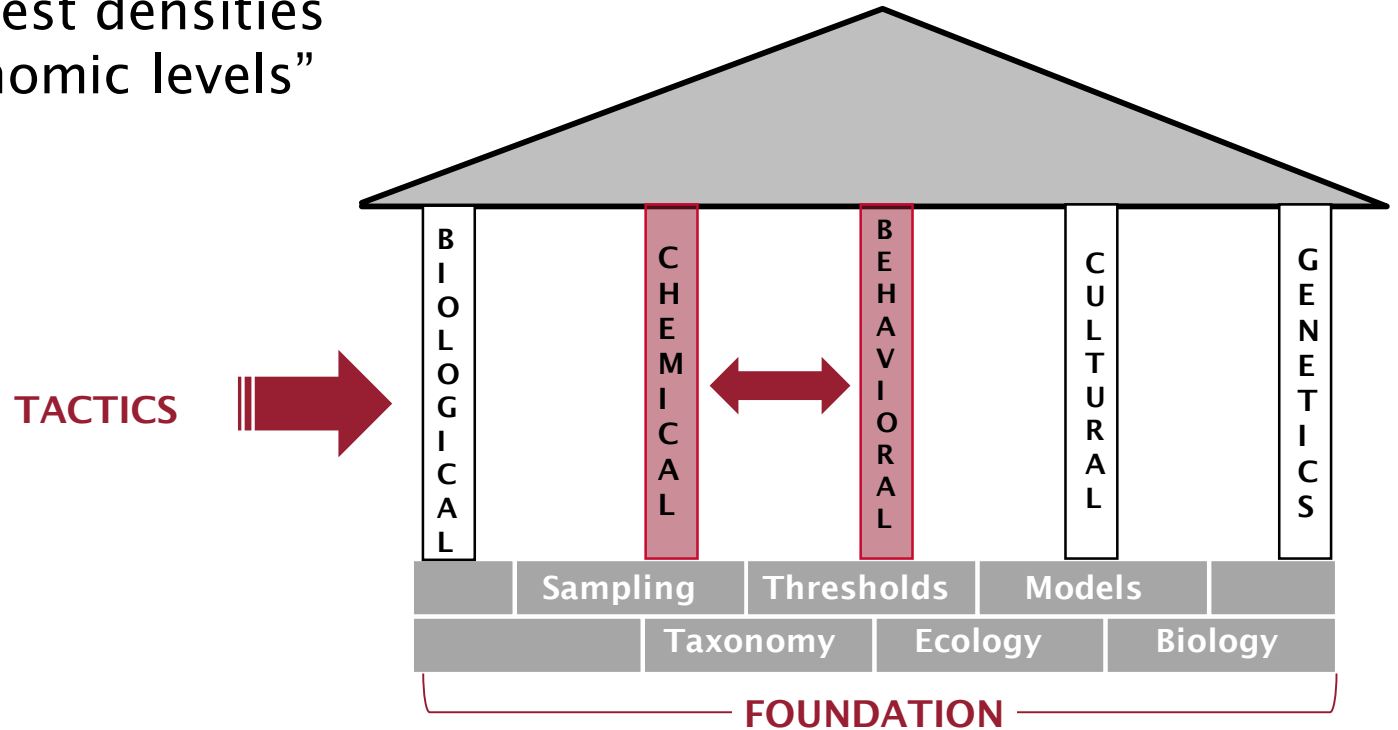 est densities
nomic levels”
BIOLOGICAL
CHEMICAL
BEHAVIORAL
CULTURAL
GENETICS
TACTICS
Sampling Thresholds Models
Taxonomy Ecology Biology
FOUNDATION